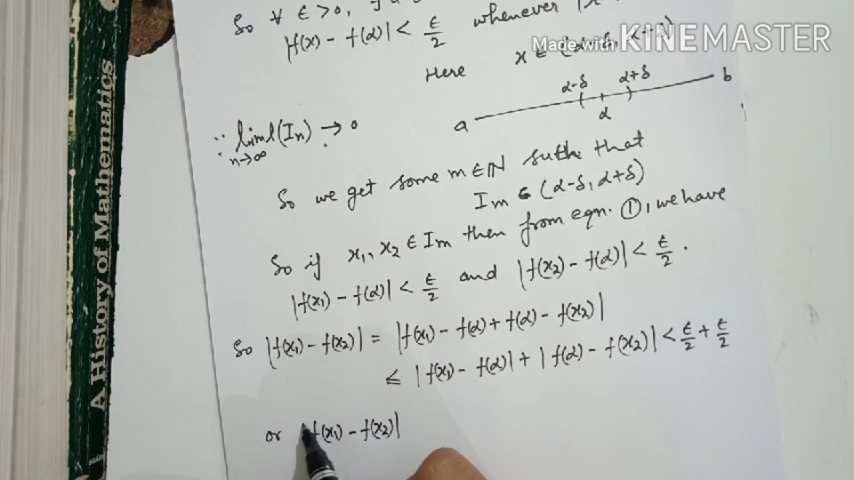 So ∀ ε>0,
|f(x) - f(α)| < ε/2 whenever
Here x ∈
Made with KINEMASTER
a α-δ α α+δ b
∵ lim l(In) → 0
n→∞
So we get some m∈ℕ suth that
Im ⊂ (α-δ, α+δ)
So if x₁, x₂ ∈ Im then from eqn. ①, we have
|f(x₁) - f(α)| < ε/2 and |f(x₂) - f(α)| < ε/2 .
So |f(x₁) - f(x₂)| = |f(x₁) - f(α) + f(α) - f(x₂)|
≤ |f(x₁) - f(α)| + |f(α) - f(x₂)| < ε/2 + ε/2
or f(x₁) - f(x₂)|
A History of Mathematics